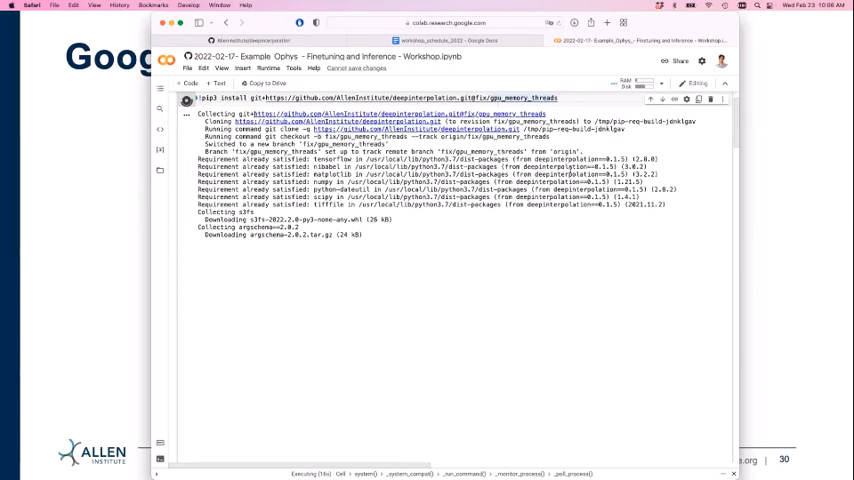 Safari File Edit View History Bookmarks Develop Window Help Wed Feb 23 10:06 AM
colab.research.google.com
AllenInstitute/deepinterpolation workshop_schedule_2022 - Google Docs 2022-02-17- Example_Ophys_- Finetuning and Inference - Workshop.i...
2022-02-17- Example Ophys - Finetuning and Inference - Workshop.ipynb
Share
File Edit View Insert Runtime Tools Help Cannot save changes
+ Code + Text Copy to Drive RAM Disk Editing
!pip3 install git+https://github.com/AllenInstitute/deepinterpolation.git@fix/gpu_memory_threads
Collecting git+https://github.com/AllenInstitute/deepinterpolation.git@fix/gpu_memory_threads
Cloning https://github.com/AllenInstitute/deepinterpolation.git (to revision fix/gpu_memory_threads) to /tmp/pip-req-build-jdnklgav
Running command git clone -q https://github.com/AllenInstitute/deepinterpolation.git /tmp/pip-req-build-jdnklgav
Running command git checkout -b fix/gpu_memory_threads --track origin/fix/gpu_memory_threads
Switched to a new branch 'fix/gpu_memory_threads'
Branch 'fix/gpu_memory_threads' set up to track remote branch 'fix/gpu_memory_threads' from 'origin'.
Requirement already satisfied: tensorflow in /usr/local/lib/python3.7/dist-packages (from deepinterpolation==0.1.5) (2.8.0)
Requirement already satisfied: nibabel in /usr/local/lib/python3.7/dist-packages (from deepinterpolation==0.1.5) (3.0.2)
Requirement already satisfied: matplotlib in /usr/local/lib/python3.7/dist-packages (from deepinterpolation==0.1.5) (3.2.2)
Requirement already satisfied: numpy in /usr/local/lib/python3.7/dist-packages (from deepinterpolation==0.1.5) (1.21.5)
Requirement already satisfied: python-dateutil in /usr/local/lib/python3.7/dist-packages (from deepinterpolation==0.1.5) (2.8.2)
Requirement already satisfied: scipy in /usr/local/lib/python3.7/dist-packages (from deepinterpolation==0.1.5) (1.4.1)
Requirement already satisfied: tifffile in /usr/local/lib/python3.7/dist-packages (from deepinterpolation==0.1.5) (2021.11.2)
Collecting s3fs
Downloading s3fs-2022.2.0-py3-none-any.whl (26 kB)
Collecting argschema==2.0.2
Downloading argschema-2.0.2.tar.gz (24 kB)
Goog
ALLEN
INSTITUTE
e.org | 30
Executing (16s) Cell > system() > _system_compat() > _run_command() > _monitor_process() > _poll_process()